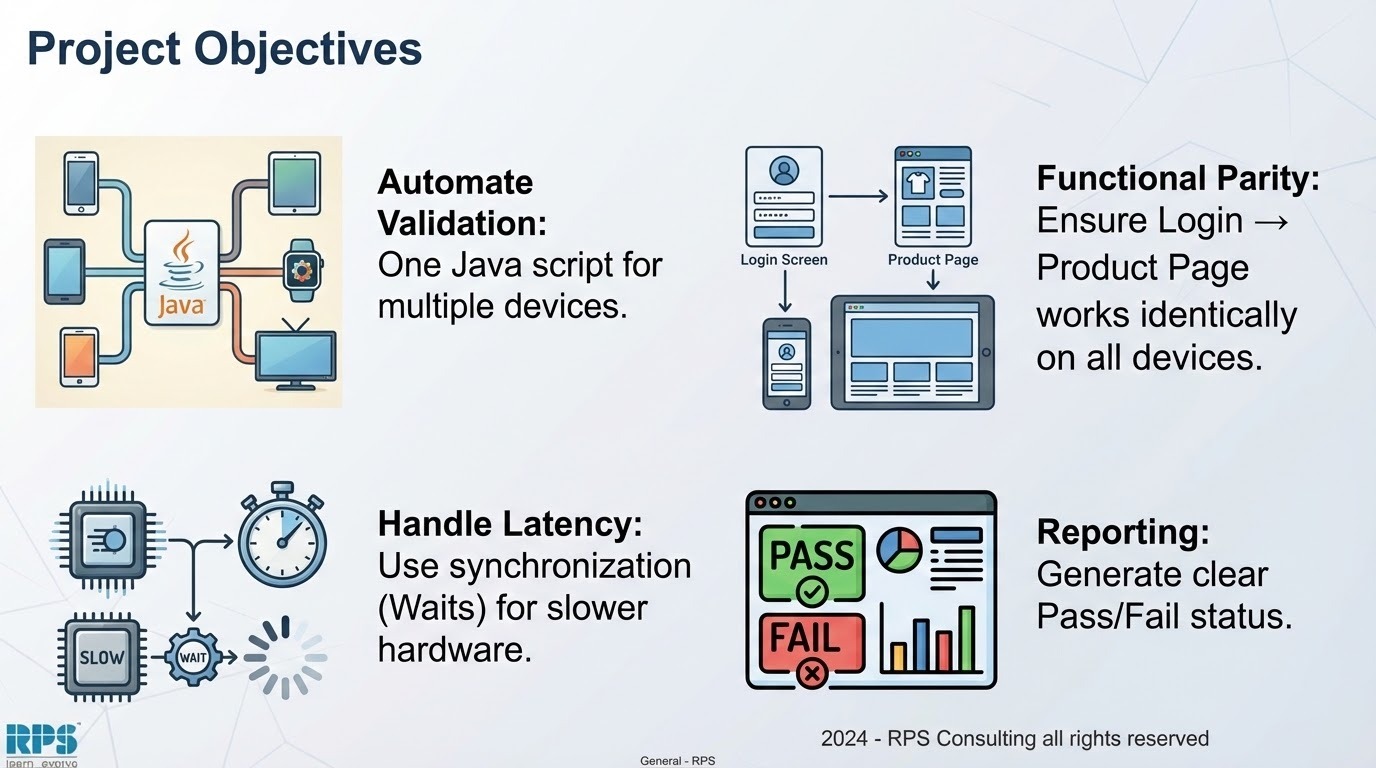 Project Objectives
Java
Automate
Validation:
One Java script for
multiple devices.
Login Screen
Product Page
Functional Parity:
Ensure Login →
Product Page
works identically
on all devices.
SLOW
WAIT
Handle Latency:
Use synchronization
(Waits) for slower
hardware.
PASS
FAIL
Reporting:
Generate clear
Pass/Fail status.
RPS
2024 - RPS Consulting all rights reserved
General - RPS